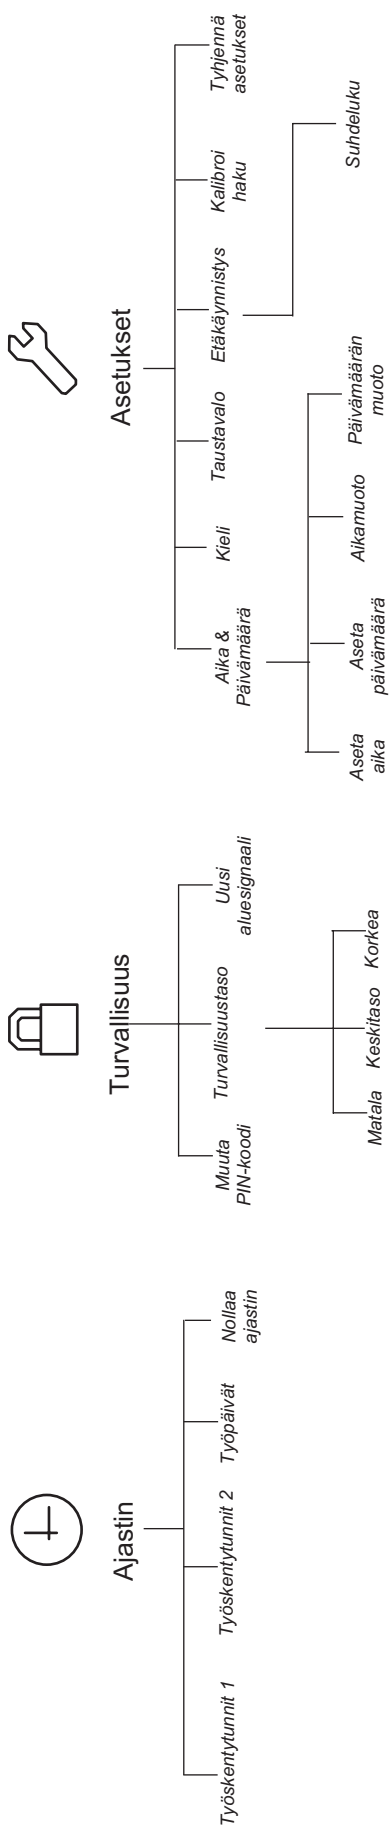 Ajastin
Työskentytunnit 1
Työskentytunnit 2
Työpäivät
Nollaa
ajastin
Turvallisuus
Muuta
PIN-koodi
Turvallisuustaso
Uusi
aluesignaali
Matala
Keskitaso
Korkea
Asetukset
Aika &
Päivämäärä
Kieli
Taustavalo
Etäkäynnistys
Kalibroi
haku
Tyhjennä
asetukset
Aseta
aika
Aseta
päivämäärä
Aikamuoto
Päivämäärän
muoto
Suhdeluku